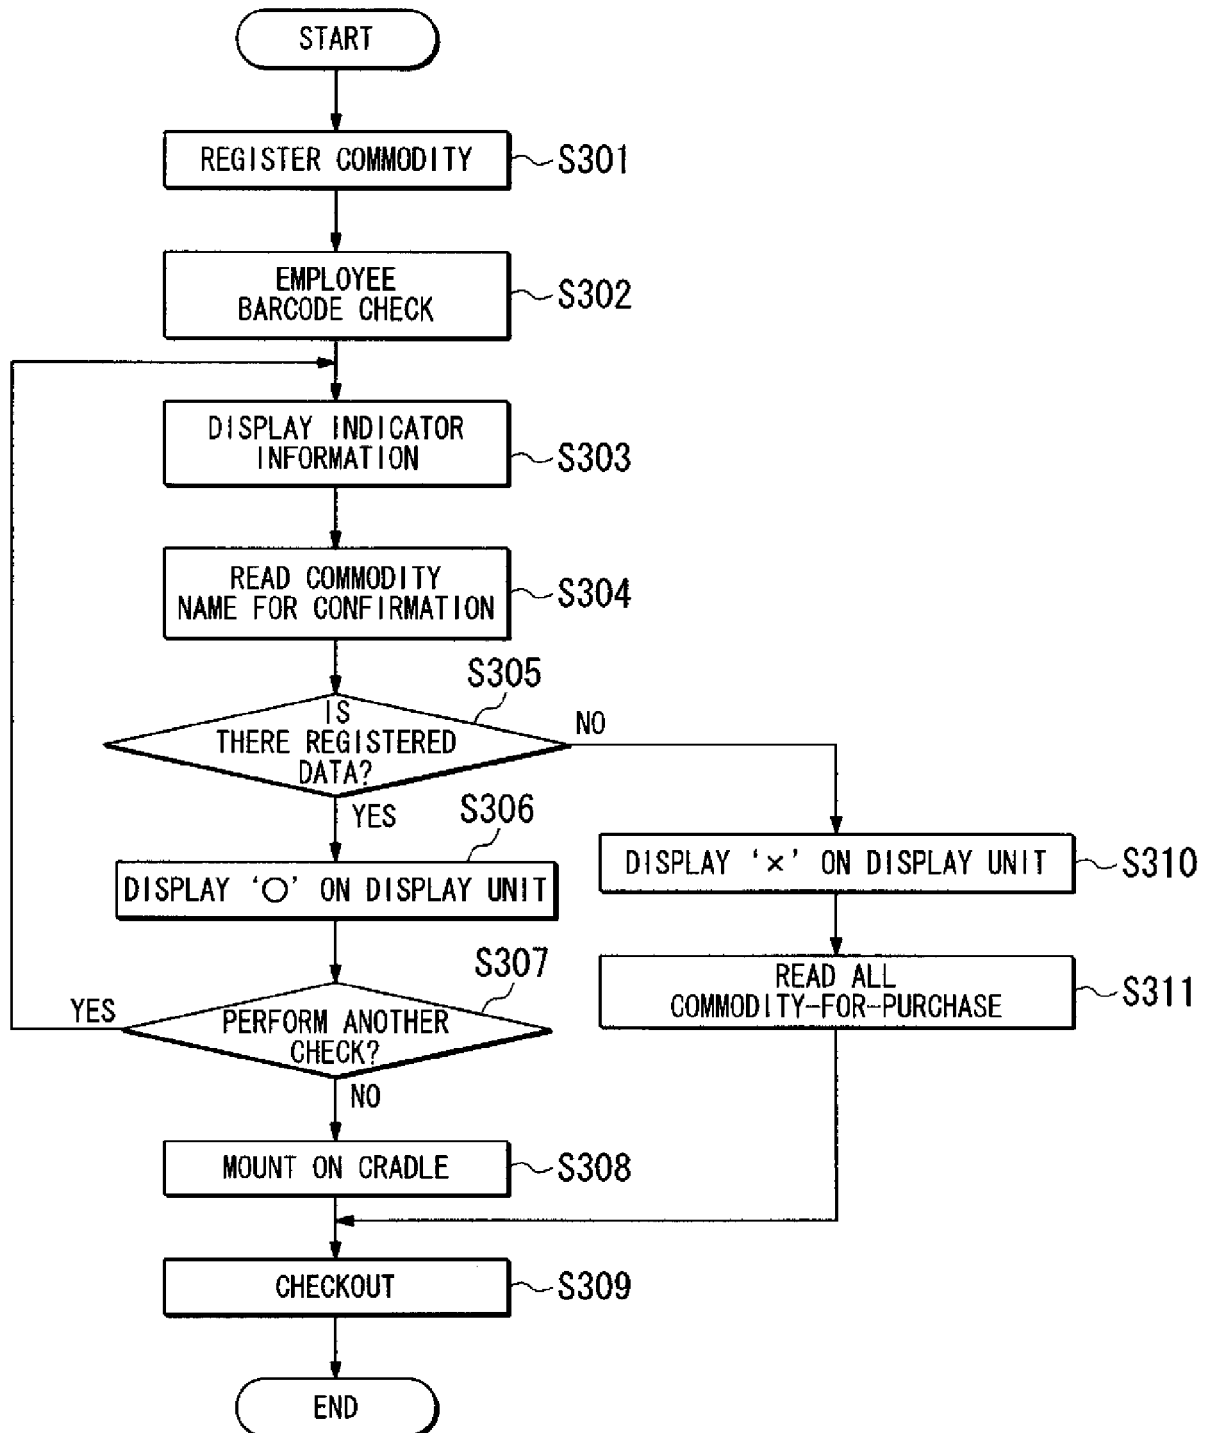 START
REGISTER COMMODITY
S301
EMPLOYEE
BARCODE CHECK
S302
DISPLAY INDICATOR
INFORMATION
S303
READ COMMODITY
NAME FOR CONFIRMATION
S304
S305
IS
THERE REGISTERED
DATA?
NO
YES
S306
DISPLAY ‘○’ ON DISPLAY UNIT
DISPLAY ‘×’ ON DISPLAY UNIT
S310
S307
PERFORM ANOTHER
CHECK?
YES
NO
READ ALL
COMMODITY-FOR-PURCHASE
S311
MOUNT ON CRADLE
S308
CHECKOUT
S309
END